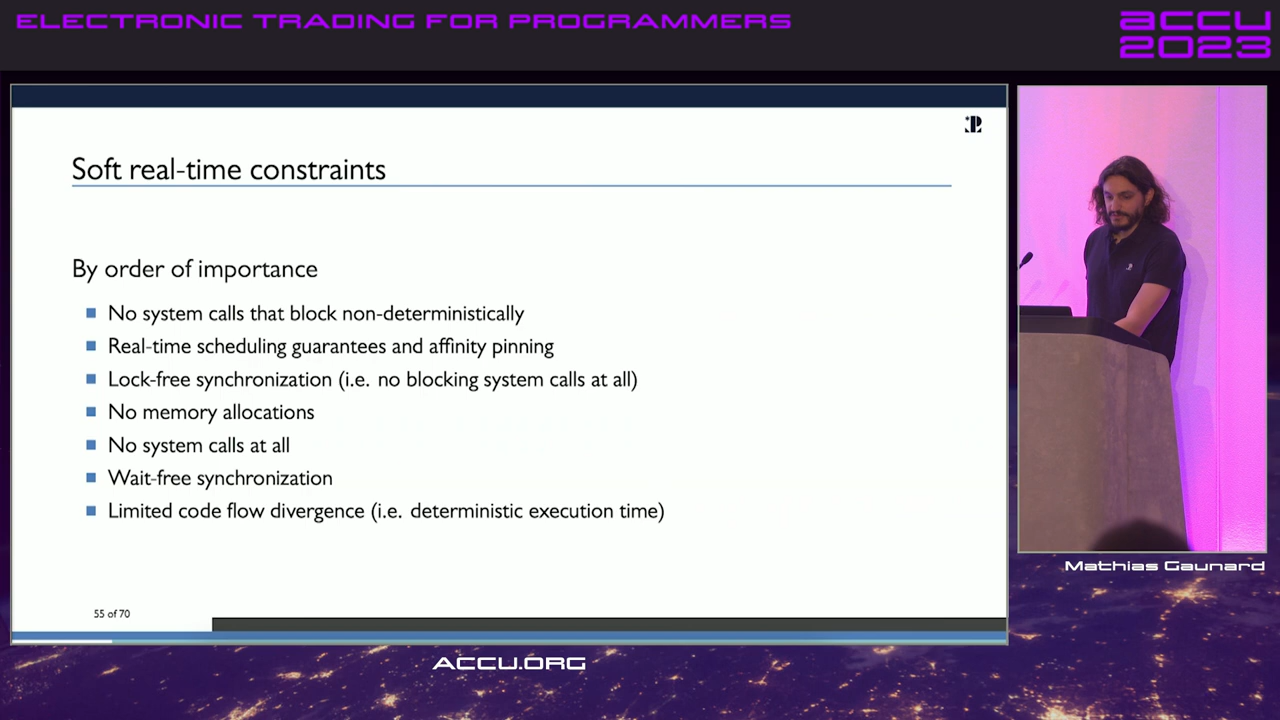 ELECTRONIC TRADING FOR PROGRAMMERS
accu
2023
Soft real-time constraints
By order of importance
No system calls that block non-deterministically
Real-time scheduling guarantees and affinity pinning
Lock-free synchronization (i.e. no blocking system calls at all)
No memory allocations
No system calls at all
Wait-free synchronization
Limited code flow divergence (i.e. deterministic execution time)
55 of 70
Mathias Gaunard
ACCU.ORG